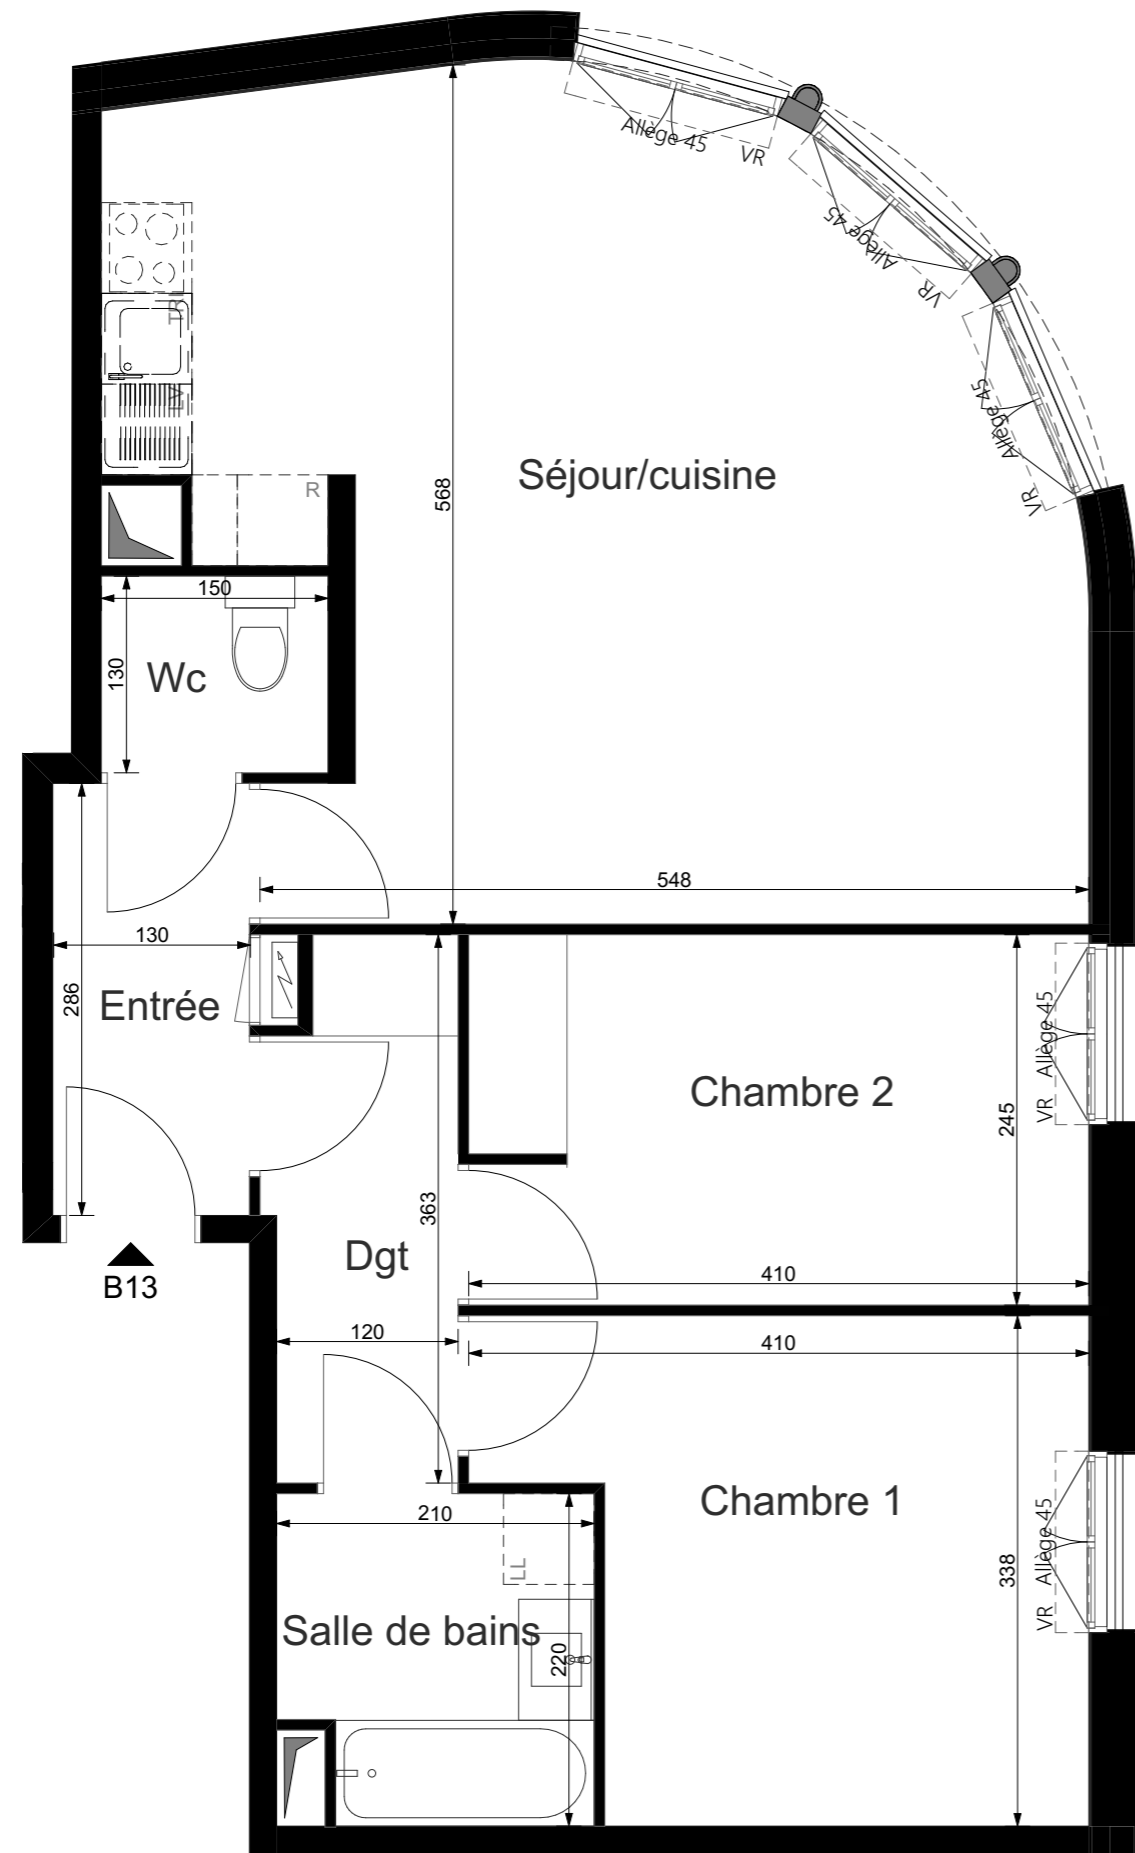 Allège 45
VR
Allège 45
VR
TRI
LV
Allège 45
VR
Séjour/cuisine
568
R
150
130
Wc
548
130
286
Entrée
Allège 45
VR
Chambre 2
245
363
Dgt
B13
410
120
410
Chambre 1
210
LL
338
Allège 45
VR
Salle de bains
220